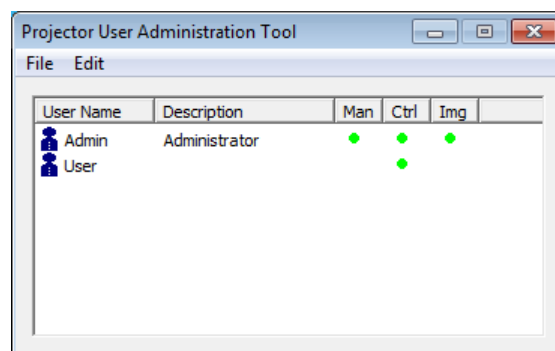 Projector User Administration Tool
File Edit
User Name Description Man Ctrl Img
Admin Administrator
User